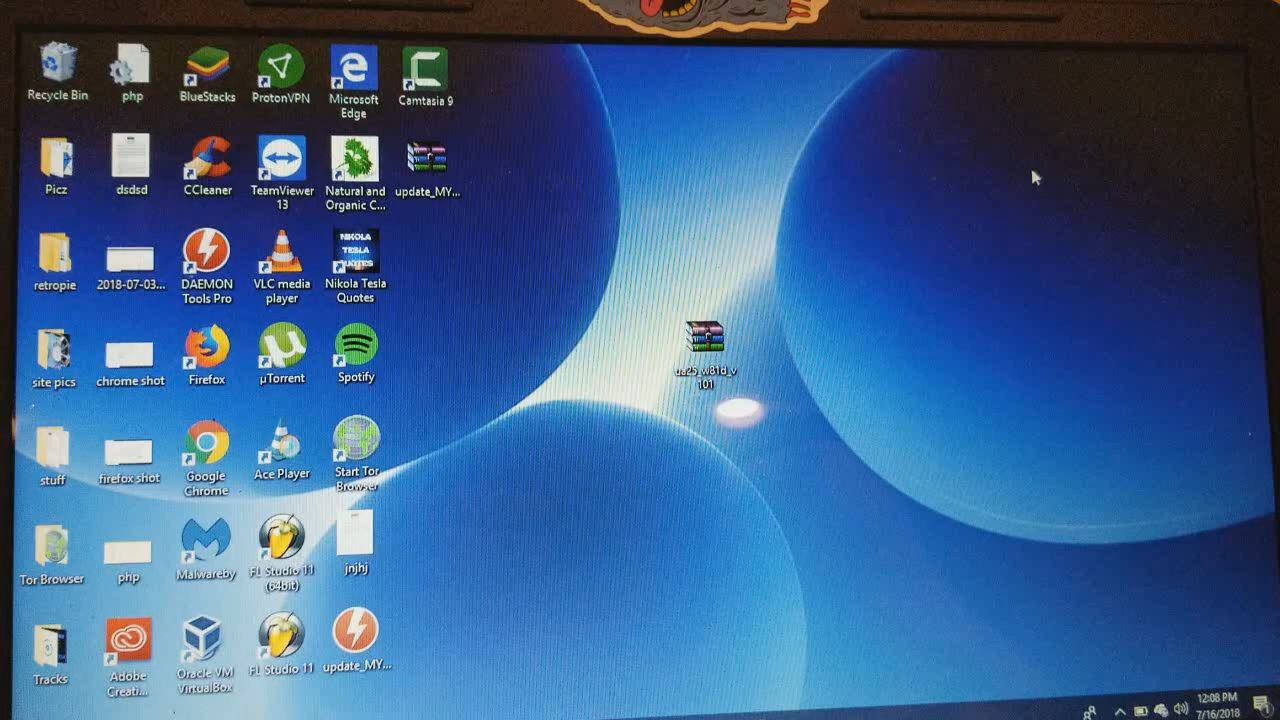 Recycle Bin
php
BlueStacks
ProtonVPN
Microsoft
Edge
Camtasia 9
Picz
dsdsd
CCleaner
TeamViewer
13
Natural and
Organic C...
update_MY...
retropie
2018-07-03...
DAEMON
Tools Pro
VLC media
player
NIKOLA
TESLA
QUOTES
Nikola Tesla
Quotes
site pics
chrome shot
Firefox
µTorrent
Spotify
ua25_w81d_v
101
stuff
firefox shot
Google
Chrome
Ace Player
Start Tor
Browser
Tor Browser
php
Malwareby
FL Studio 11
(64bit)
jnjhj
Tracks
Adobe
Creati...
Oracle VM
VirtualBox
FL Studio 11
update_MY...
12:08 PM
7/16/2018